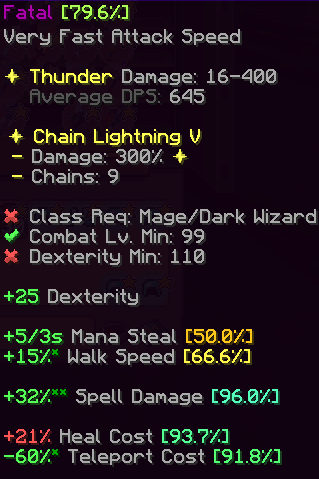 Fatal [79.6%]
Very Fast Attack Speed
✦ Thunder Damage: 16-400
Average DPS: 645
✦ Chain Lightning V
- Damage: 300% ✦
- Chains: 9
✖ Class Req: Mage/Dark Wizard
✔ Combat Lv. Min: 99
✖ Dexterity Min: 110
+25 Dexterity
+5/3s Mana Steal [50.0%]
+15%* Walk Speed [66.6%]
+32%** Spell Damage [96.0%]
+21% Heal Cost [93.7%]
-60%* Teleport Cost [91.8%]